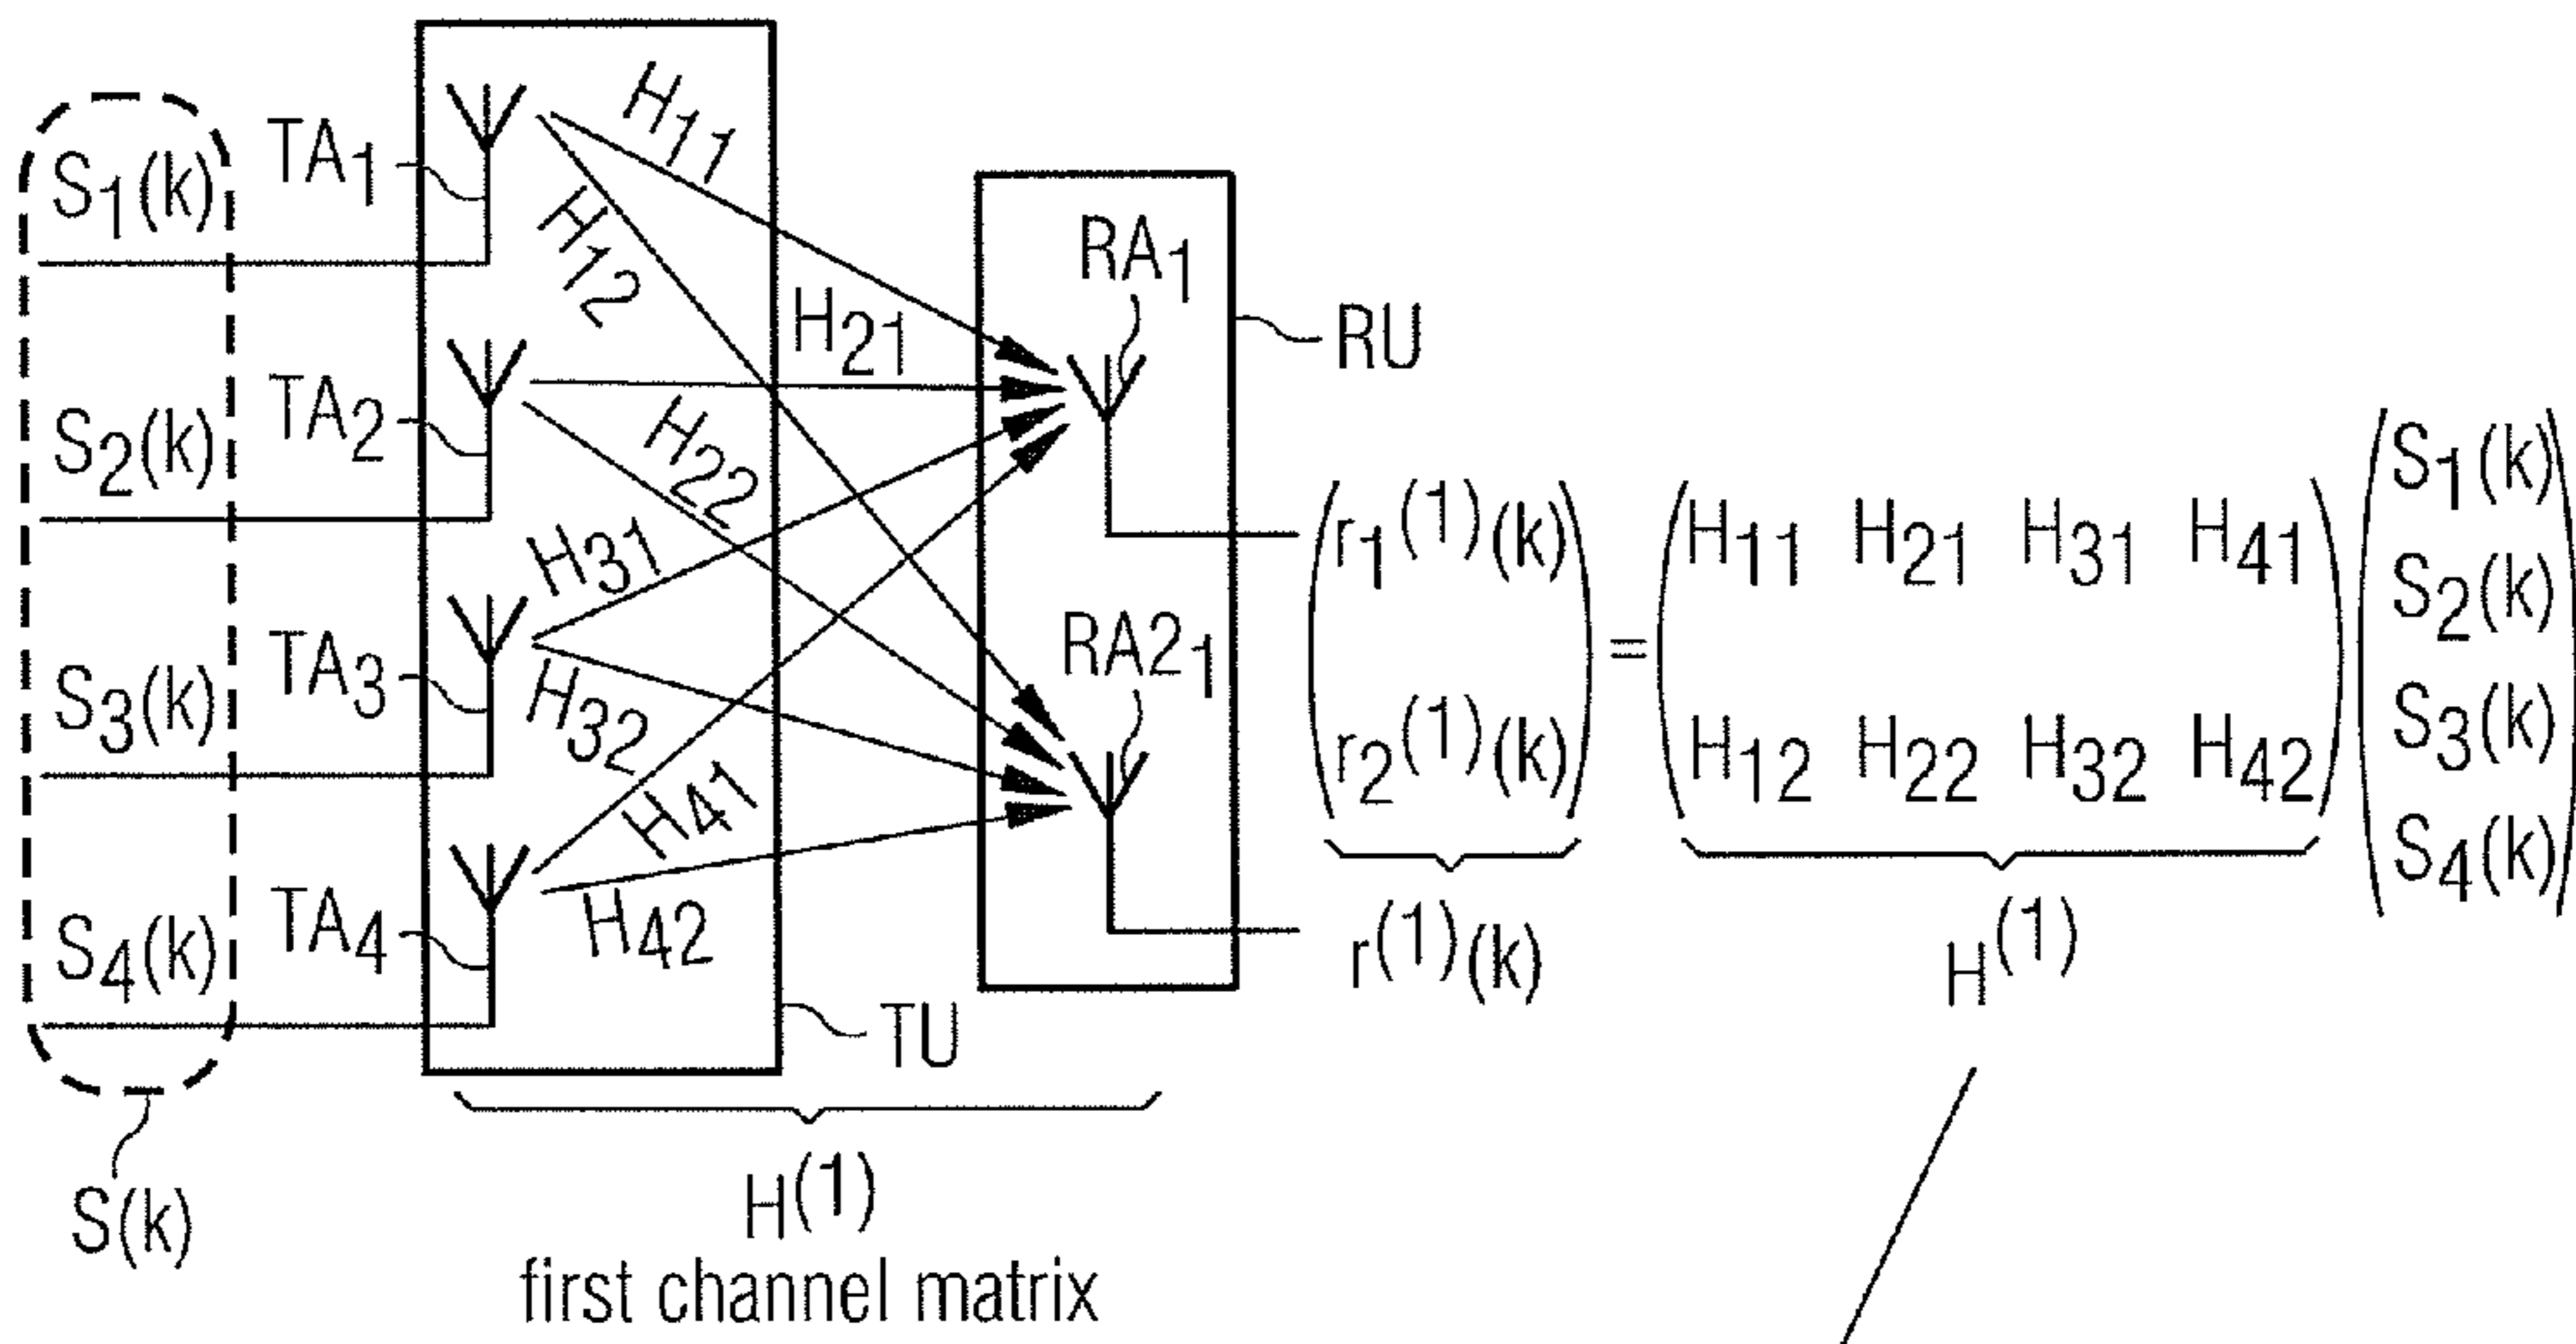 S1(k)
TA1
H11
H12
S2(k)
TA2
H21
H22
S3(k)
TA3
H31
H32
S4(k)
TA4
H41
H42
TU
S(k)
H(1)
first channel matrix
RA1
RU
RA21
r1(1)(k)
r2(1)(k)
r(1)(k)
=
H11 H21 H31 H41
H12 H22 H32 H42
H(1)
S1(k)
S2(k)
S3(k)
S4(k)